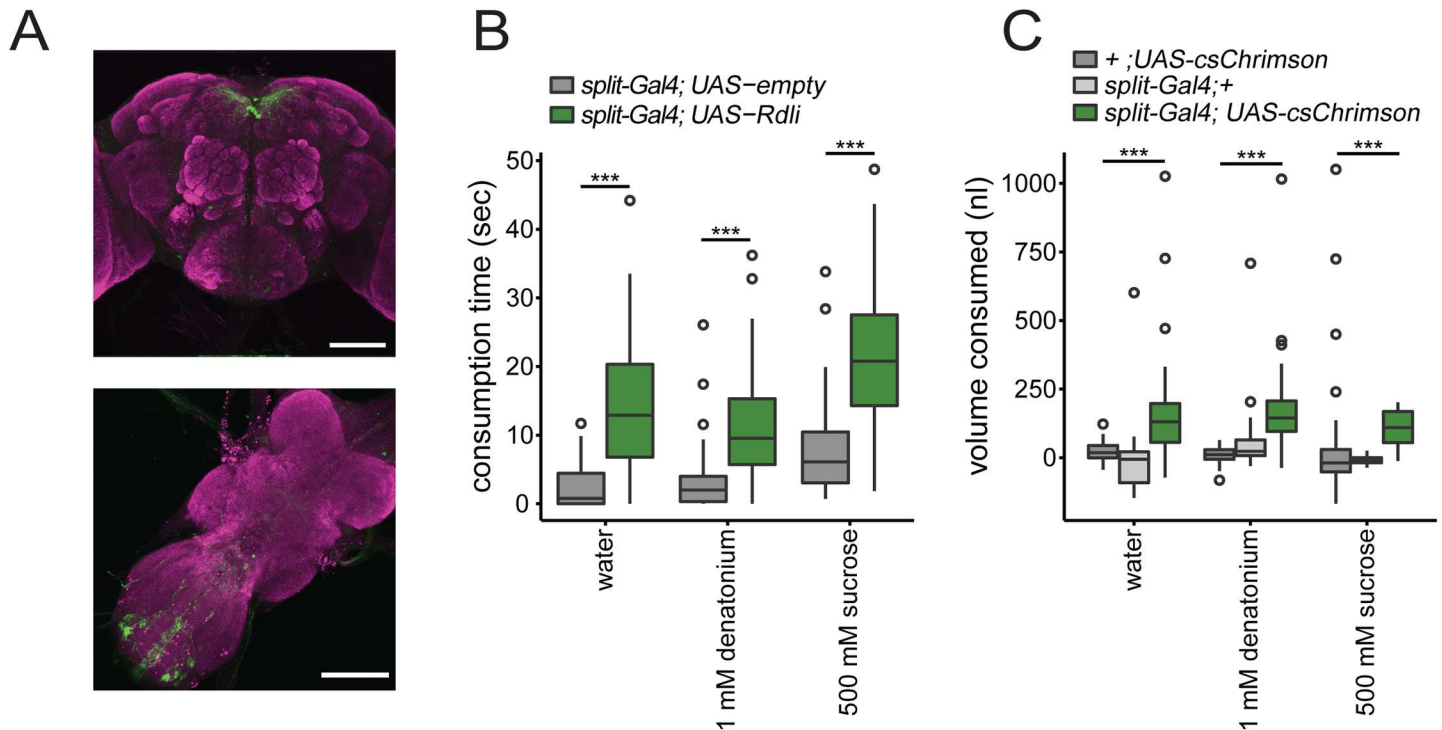 A
B
split-Gal4; UAS−empty
split-Gal4; UAS−Rdli
consumption time (sec)
50
40
30
20
10
0
***
***
***
water
1 mM denatonium
500 mM sucrose
C
+ ;UAS-csChrimson
split-Gal4;+
split-Gal4; UAS-csChrimson
volume consumed (nl)
1000
750
500
250
0
***
***
***
water
1 mM denatonium
500 mM sucrose